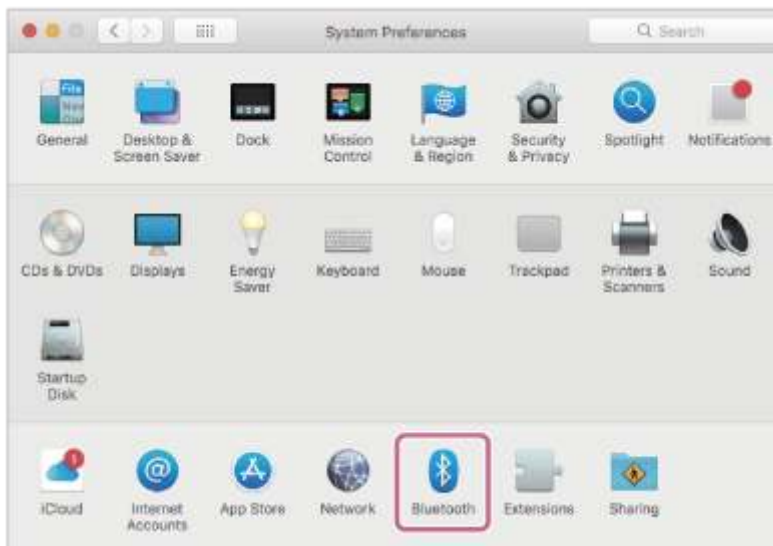 System Preferences
Search
General
Desktop &
Screen Saver
Dock
Mission
Control
Language
& Region
Security
& Privacy
Spotlight
Notifications
CDs & DVDs
Displays
Energy
Saver
Keyboard
Mouse
Trackpad
Printers &
Scanners
Sound
Startup
Disk
1
iCloud
Internet
Accounts
App Store
Network
Bluetooth
Extensions
Sharing